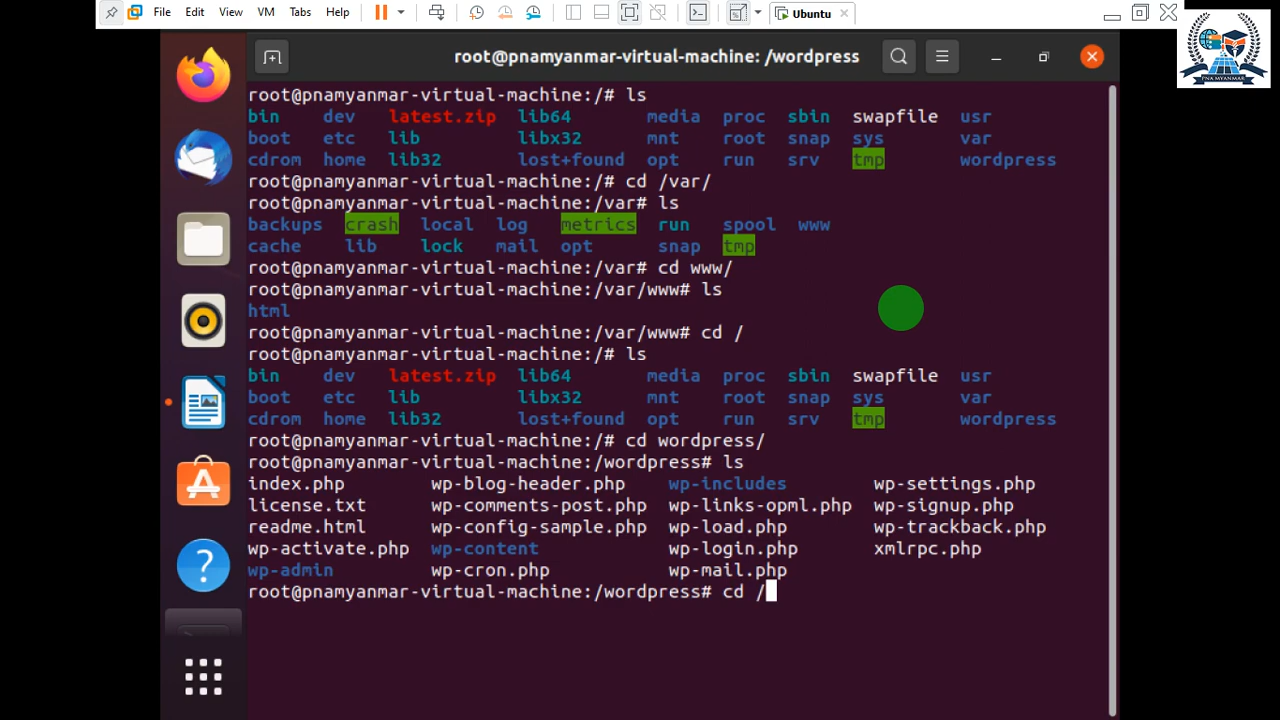 File Edit View VM Tabs Help Ubuntu
root@pnamyanmar-virtual-machine: /wordpress
root@pnamyanmar-virtual-machine:/# ls
bin dev latest.zip lib64 media proc sbin swapfile usr
boot etc lib libx32 mnt root snap sys var
cdrom home lib32 lost+found opt run srv tmp wordpress
root@pnamyanmar-virtual-machine:/# cd /var/
root@pnamyanmar-virtual-machine:/var# ls
backups crash local log metrics run spool www
cache lib lock mail opt snap tmp
root@pnamyanmar-virtual-machine:/var# cd www/
root@pnamyanmar-virtual-machine:/var/www# ls
html
root@pnamyanmar-virtual-machine:/var/www# cd /
root@pnamyanmar-virtual-machine:/# ls
bin dev latest.zip lib64 media proc sbin swapfile usr
boot etc lib libx32 mnt root snap sys var
cdrom home lib32 lost+found opt run srv tmp wordpress
root@pnamyanmar-virtual-machine:/# cd wordpress/
root@pnamyanmar-virtual-machine:/wordpress# ls
index.php wp-blog-header.php wp-includes wp-settings.php
license.txt wp-comments-post.php wp-links-opml.php wp-signup.php
readme.html wp-config-sample.php wp-load.php wp-trackback.php
wp-activate.php wp-content wp-login.php xmlrpc.php
wp-admin wp-cron.php wp-mail.php
root@pnamyanmar-virtual-machine:/wordpress# cd /
PNA MYANMAR